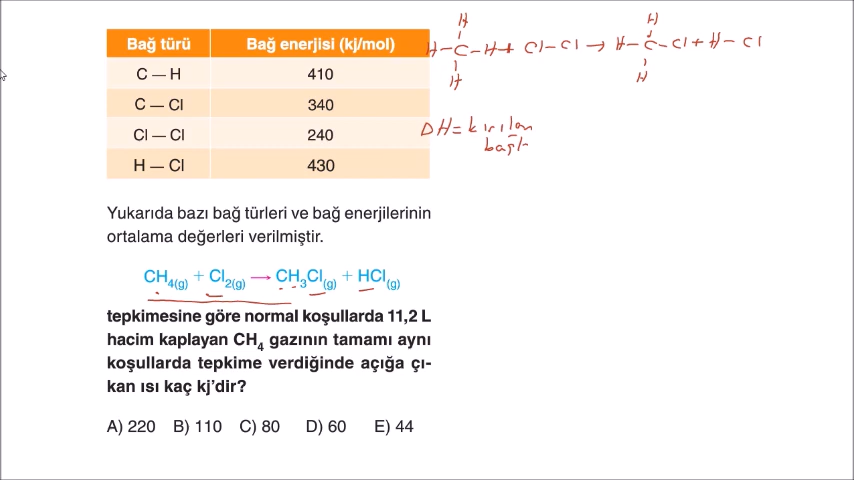 Bağ türü Bağ enerjisi (kj/mol)
C — H 410
C — Cl 340
Cl — Cl 240
H — Cl 430
Yukarıda bazı bağ türleri ve bağ enerjilerinin
ortalama değerleri verilmiştir.
CH4(g) + Cl2(g) → CH3Cl(g) + HCl(g)
tepkimesine göre normal koşullarda 11,2 L
hacim kaplayan CH4 gazının tamamı aynı
koşullarda tepkime verdiğinde açığa çı-
kan ısı kaç kj'dir?
A) 220 B) 110 C) 80 D) 60 E) 44
H H
H-C-H + Cl-Cl → H-C-Cl + H-Cl
H H
ΔH= kırılan
bağl